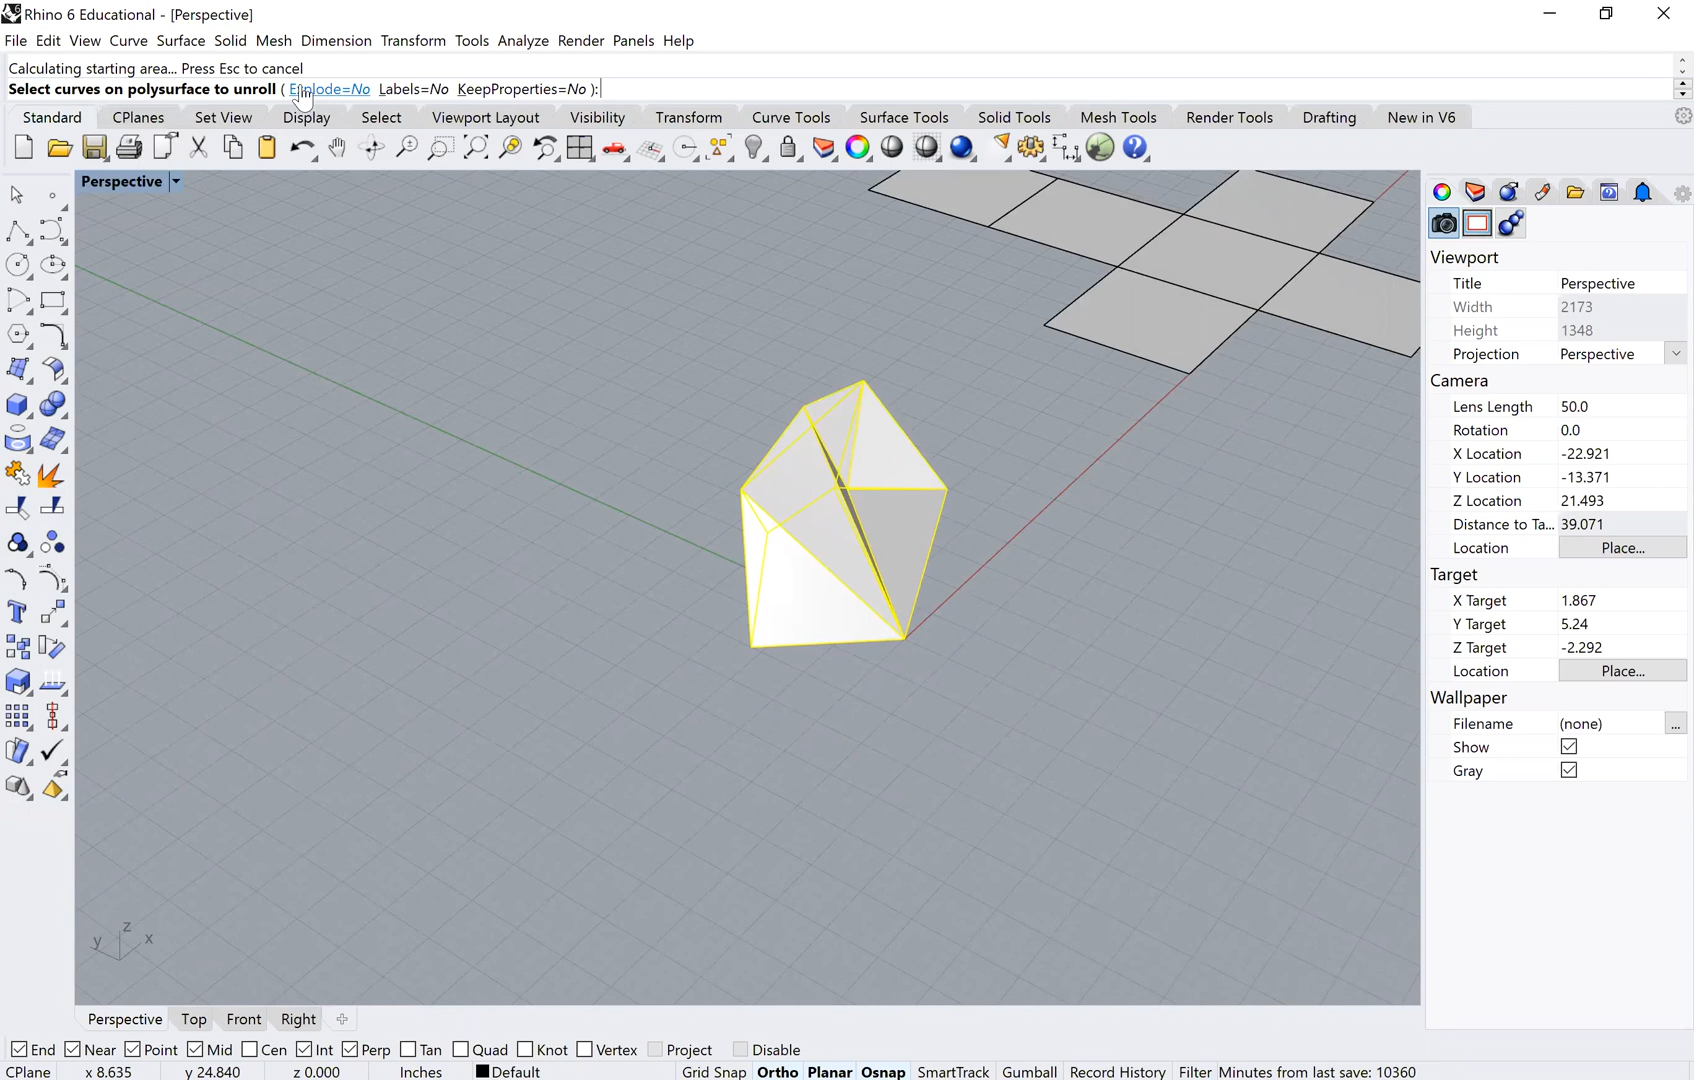 Rhino 6 Educational - [Perspective]
File Edit View Curve Surface Solid Mesh Dimension Transform Tools Analyze Render Panels Help
Calculating starting area... Press Esc to cancel
Select curves on polysurface to unroll ( Explode=No Labels=No KeepProperties=No ):
Standard CPlanes Set View Display Select Viewport Layout Visibility Transform Curve Tools Surface Tools Solid Tools Mesh Tools Render Tools Drafting New in V6
Perspective
Viewport
Title Perspective
Width 2173
Height 1348
Projection Perspective
Camera
Lens Length 50.0
Rotation 0.0
X Location -22.921
Y Location -13.371
Z Location 21.493
Distance to Ta... 39.071
Location Place...
Target
X Target 1.867
Y Target 5.24
Z Target -2.292
Location Place...
Wallpaper
Filename (none) ...
Show
Gray
z
y x
Perspective Top Front Right
End Near Point Mid Cen Int Perp Tan Quad Knot Vertex Project Disable
CPlane x 8.635 y 24.840 z 0.000 Inches Default Grid Snap Ortho Planar Osnap SmartTrack Gumball Record History Filter Minutes from last save: 10360